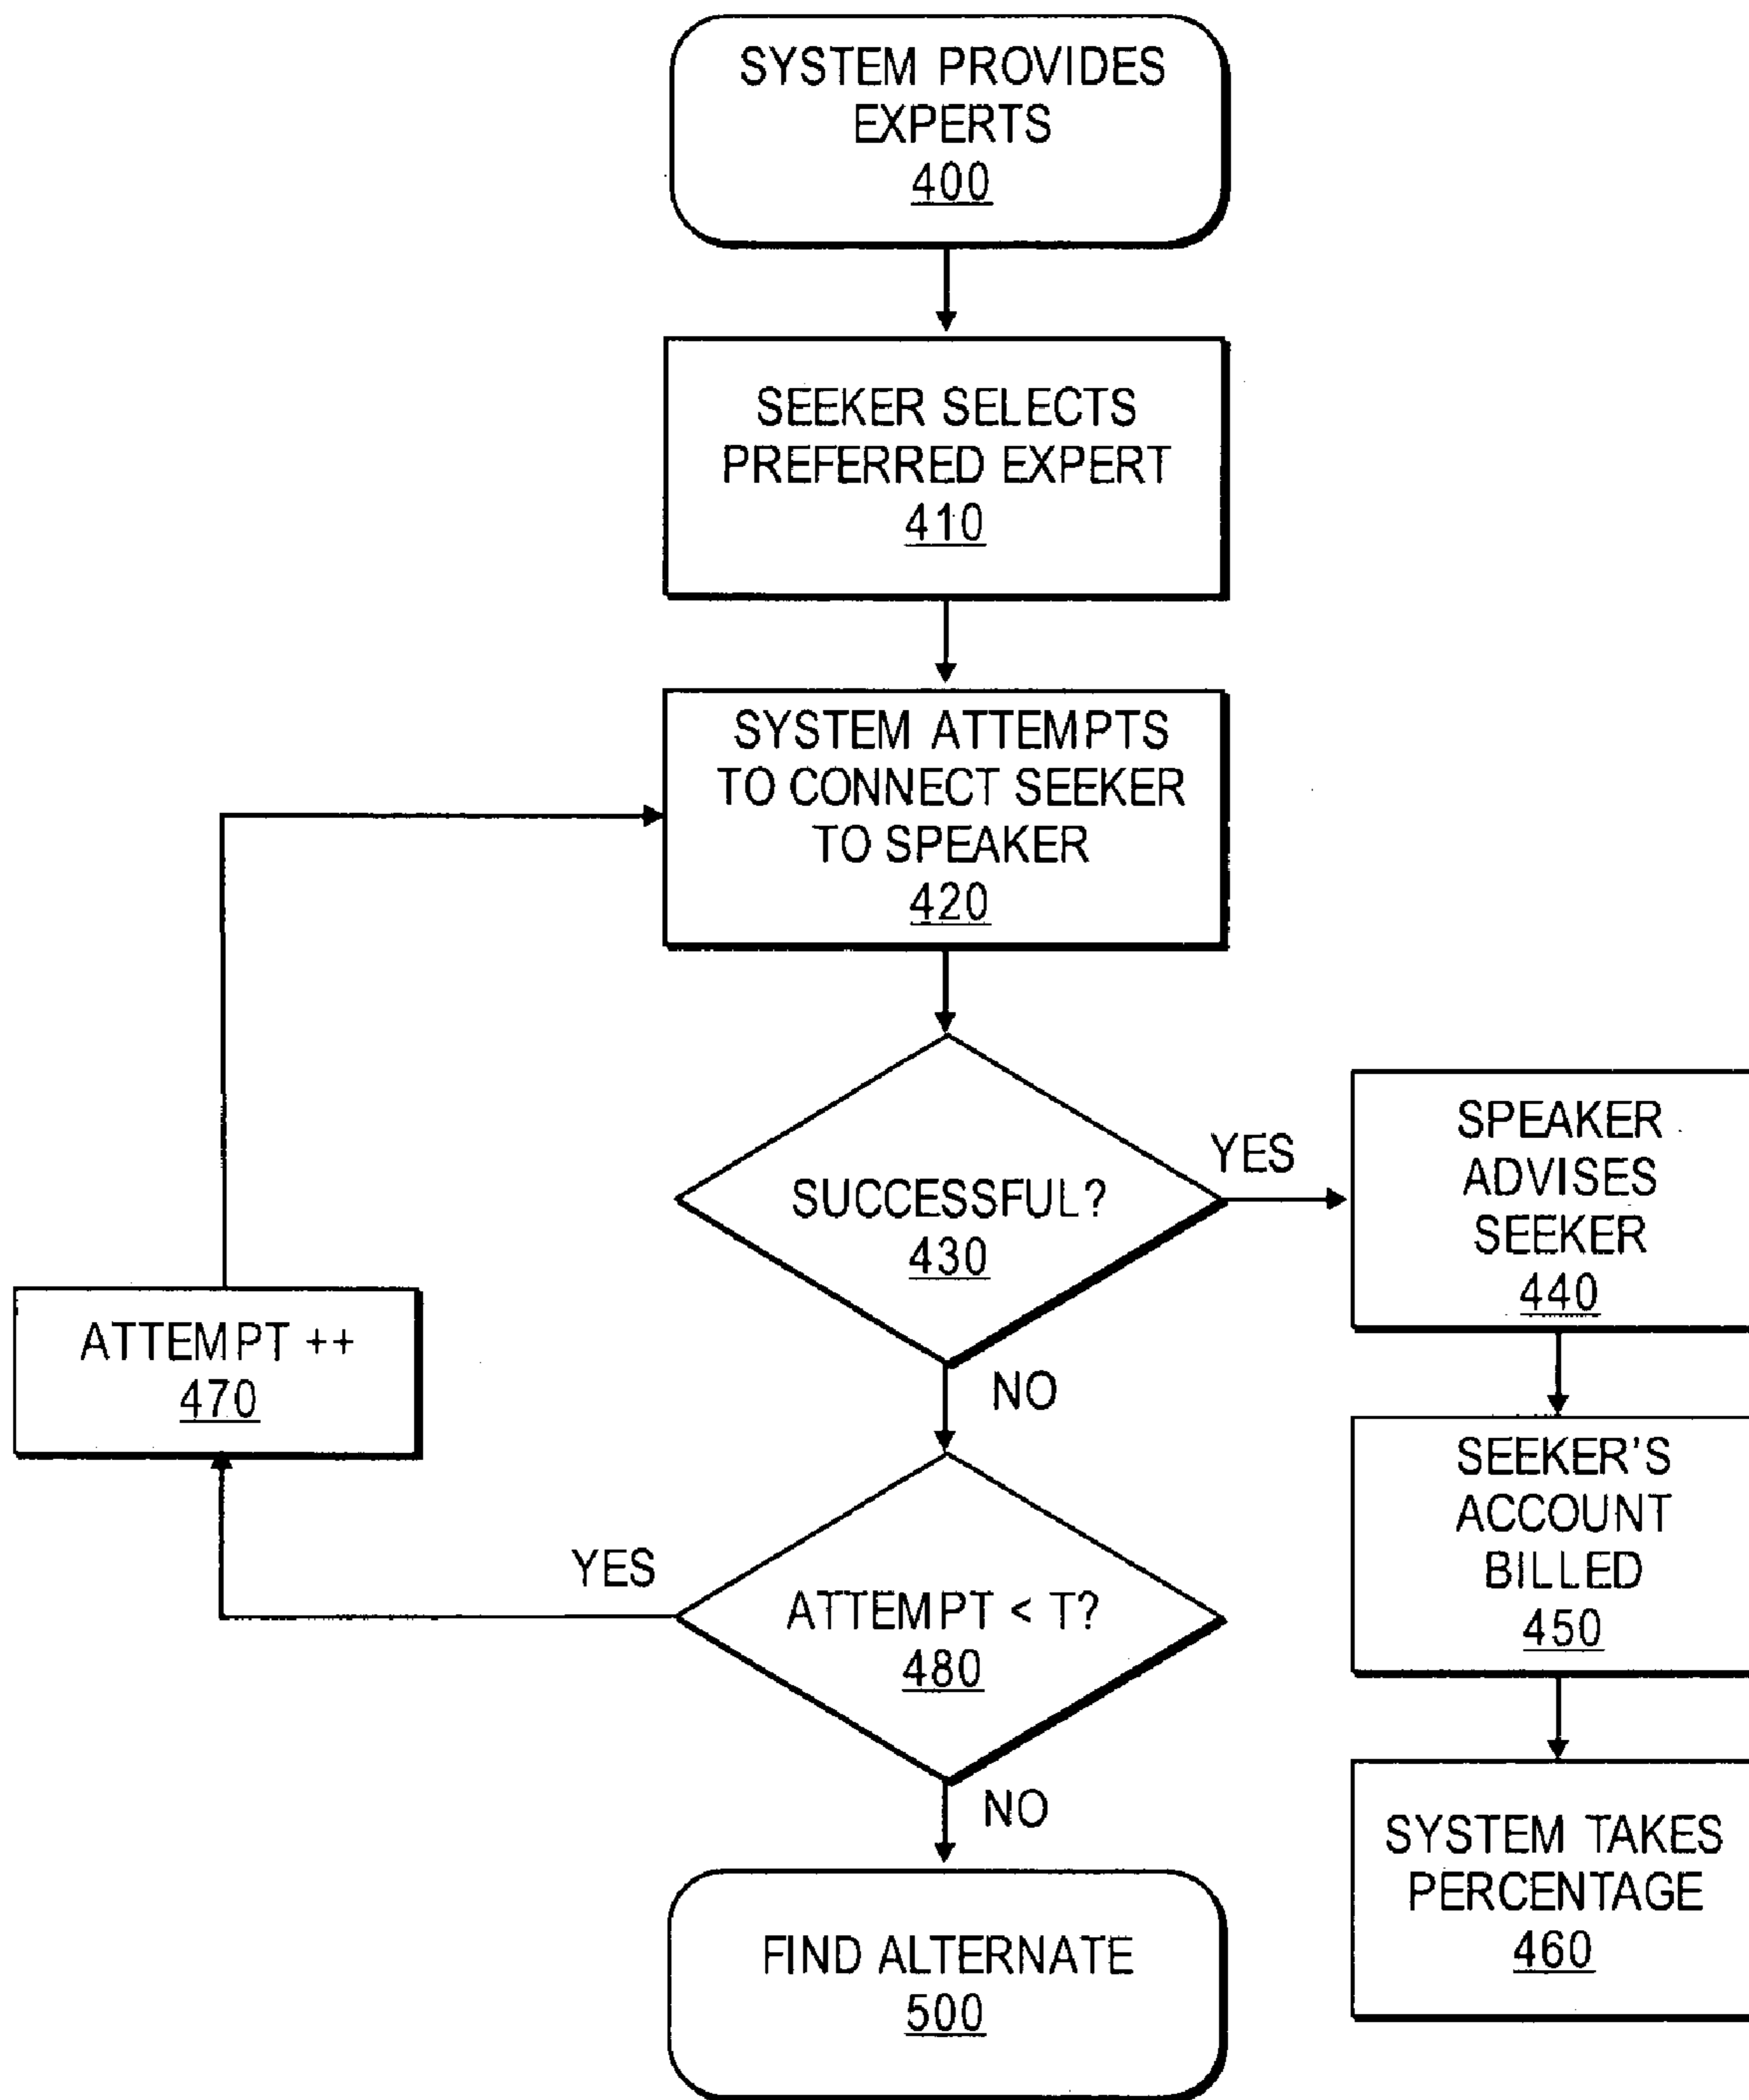 SYSTEM PROVIDES
EXPERTS
400
SEEKER SELECTS
PREFERRED EXPERT
410
SYSTEM ATTEMPTS
TO CONNECT SEEKER
TO SPEAKER
420
SUCCESSFUL?
430
YES
SPEAKER
ADVISES
SEEKER
440
NO
ATTEMPT ++
470
SEEKER'S
ACCOUNT
BILLED
450
YES
ATTEMPT < T?
480
NO
SYSTEM TAKES
PERCENTAGE
460
FIND ALTERNATE
500